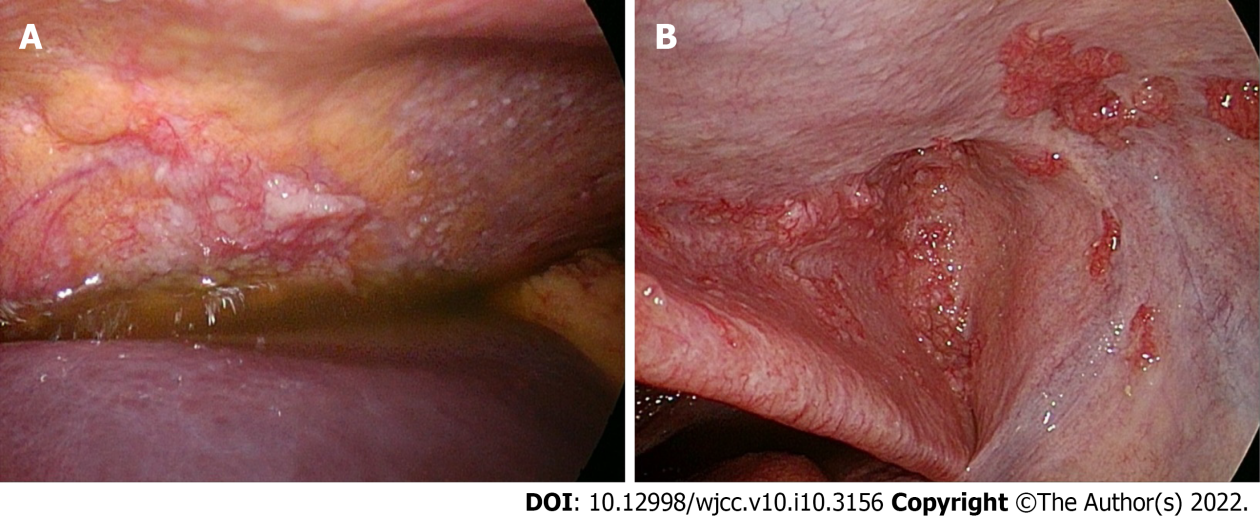 A
B
DOI: 10.12998/wjcc.v10.i10.3156 Copyright ©The Author(s) 2022.